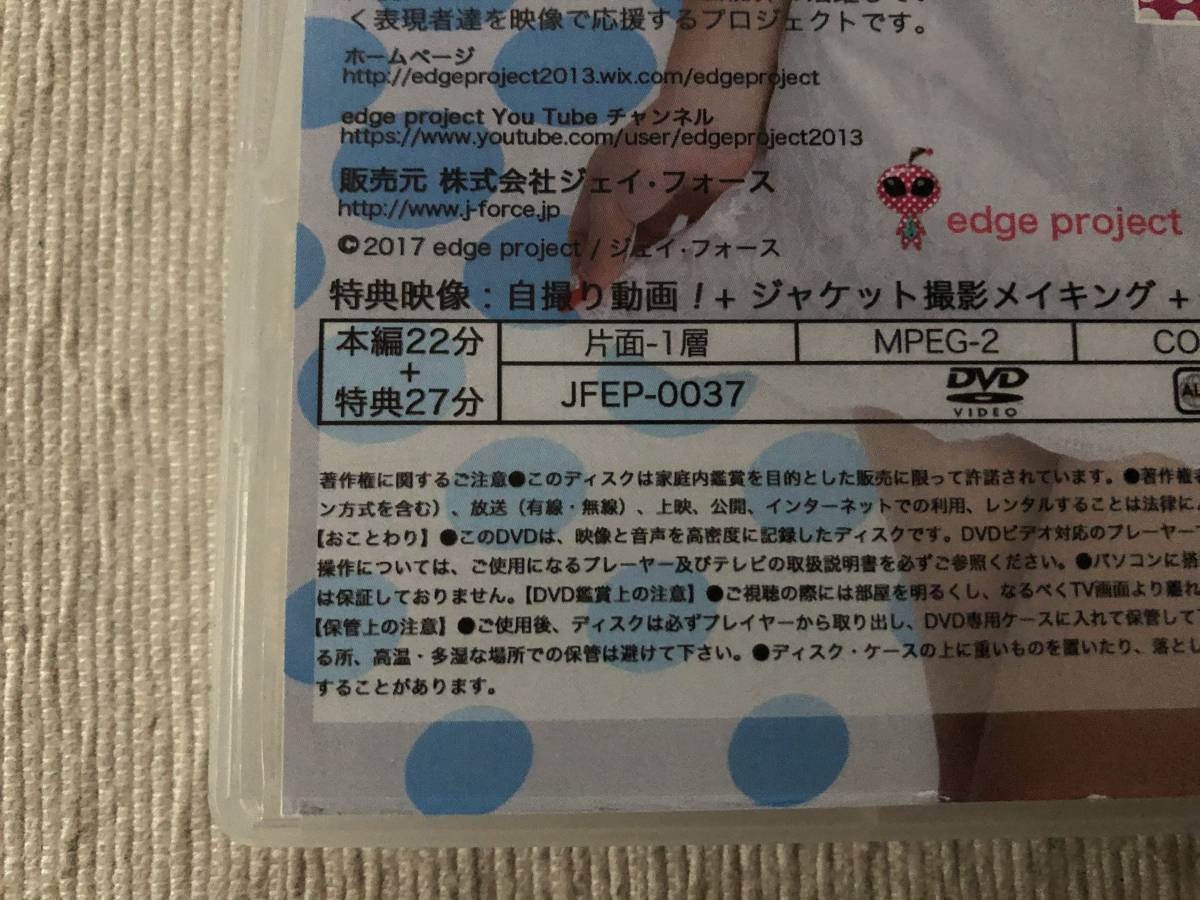 く表現者達を映像で応援するプロジェクトです。
ホームページ
http://edgeproject2013.wix.com/edgeproject
edge project You Tube チャンネル
https://www.youtube.com/user/edgeproject2013
販売元 株式会社ジェイ・フォース
http://www.j-force.jp
©2017 edge project / ジェイ・フォース
edge project
特典映像：自撮り動画！+ ジャケット撮影メイキング +
本編22分
+
特典27分
片面-1層
MPEG-2
CO
JFEP-0037
DVD
VIDEO
AL
著作権に関するご注意●このディスクは家庭内鑑賞を目的とした販売に限って許諾されています。●著作権
ン方式を含む）、放送（有線・無線）、上映、公開、インターネットでの利用、レンタルすることは法律に
【おことわり】●このDVDは、映像と音声を高密度に記録したディスクです。DVDビデオ対応のプレーヤー
操作については、ご使用になるプレーヤー及びテレビの取扱説明書を必ずご参照ください。●パソコンに搭
は保証しておりません。【DVD鑑賞上の注意】●ご視聴の際には部屋を明るくし、なるべくTV画面より離れ
【保管上の注意】●ご使用後、ディスクは必ずプレイヤーから取り出し、DVD専用ケースに入れて保管して
る所、高温・多湿な場所での保管は避けて下さい。●ディスク・ケースの上に重いものを置いたり、落とし
することがあります。